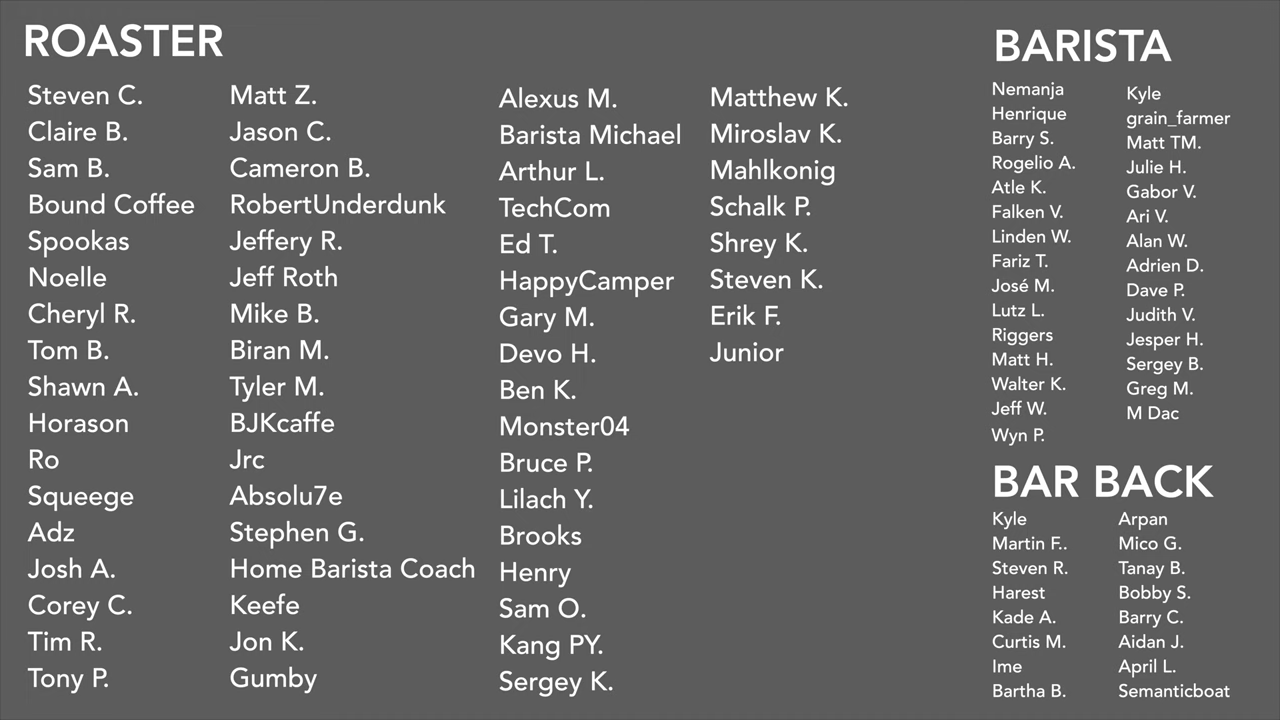 ROASTER
Steven C.
Claire B.
Sam B.
Bound Coffee
Spookas
Noelle
Cheryl R.
Tom B.
Shawn A.
Horason
Ro
Squeege
Adz
Josh A.
Corey C.
Tim R.
Tony P.
Matt Z.
Jason C.
Cameron B.
RobertUnderdunk
Jeffery R.
Jeff Roth
Mike B.
Biran M.
Tyler M.
BJKcaffe
Jrc
Absolu7e
Stephen G.
Home Barista Coach
Keefe
Jon K.
Gumby
Alexus M.
Barista Michael
Arthur L.
TechCom
Ed T.
HappyCamper
Gary M.
Devo H.
Ben K.
Monster04
Bruce P.
Lilach Y.
Brooks
Henry
Sam O.
Kang PY.
Sergey K.
Matthew K.
Miroslav K.
Mahlkonig
Schalk P.
Shrey K.
Steven K.
Erik F.
Junior
BARISTA
Nemanja
Henrique
Barry S.
Rogelio A.
Atle K.
Falken V.
Linden W.
Fariz T.
José M.
Lutz L.
Riggers
Matt H.
Walter K.
Jeff W.
Wyn P.
Kyle
grain_farmer
Matt TM.
Julie H.
Gabor V.
Ari V.
Alan W.
Adrien D.
Dave P.
Judith V.
Jesper H.
Sergey B.
Greg M.
M Dac
BAR BACK
Kyle
Martin F..
Steven R.
Harest
Kade A.
Curtis M.
Ime
Bartha B.
Arpan
Mico G.
Tanay B.
Bobby S.
Barry C.
Aidan J.
April L.
Semanticboat